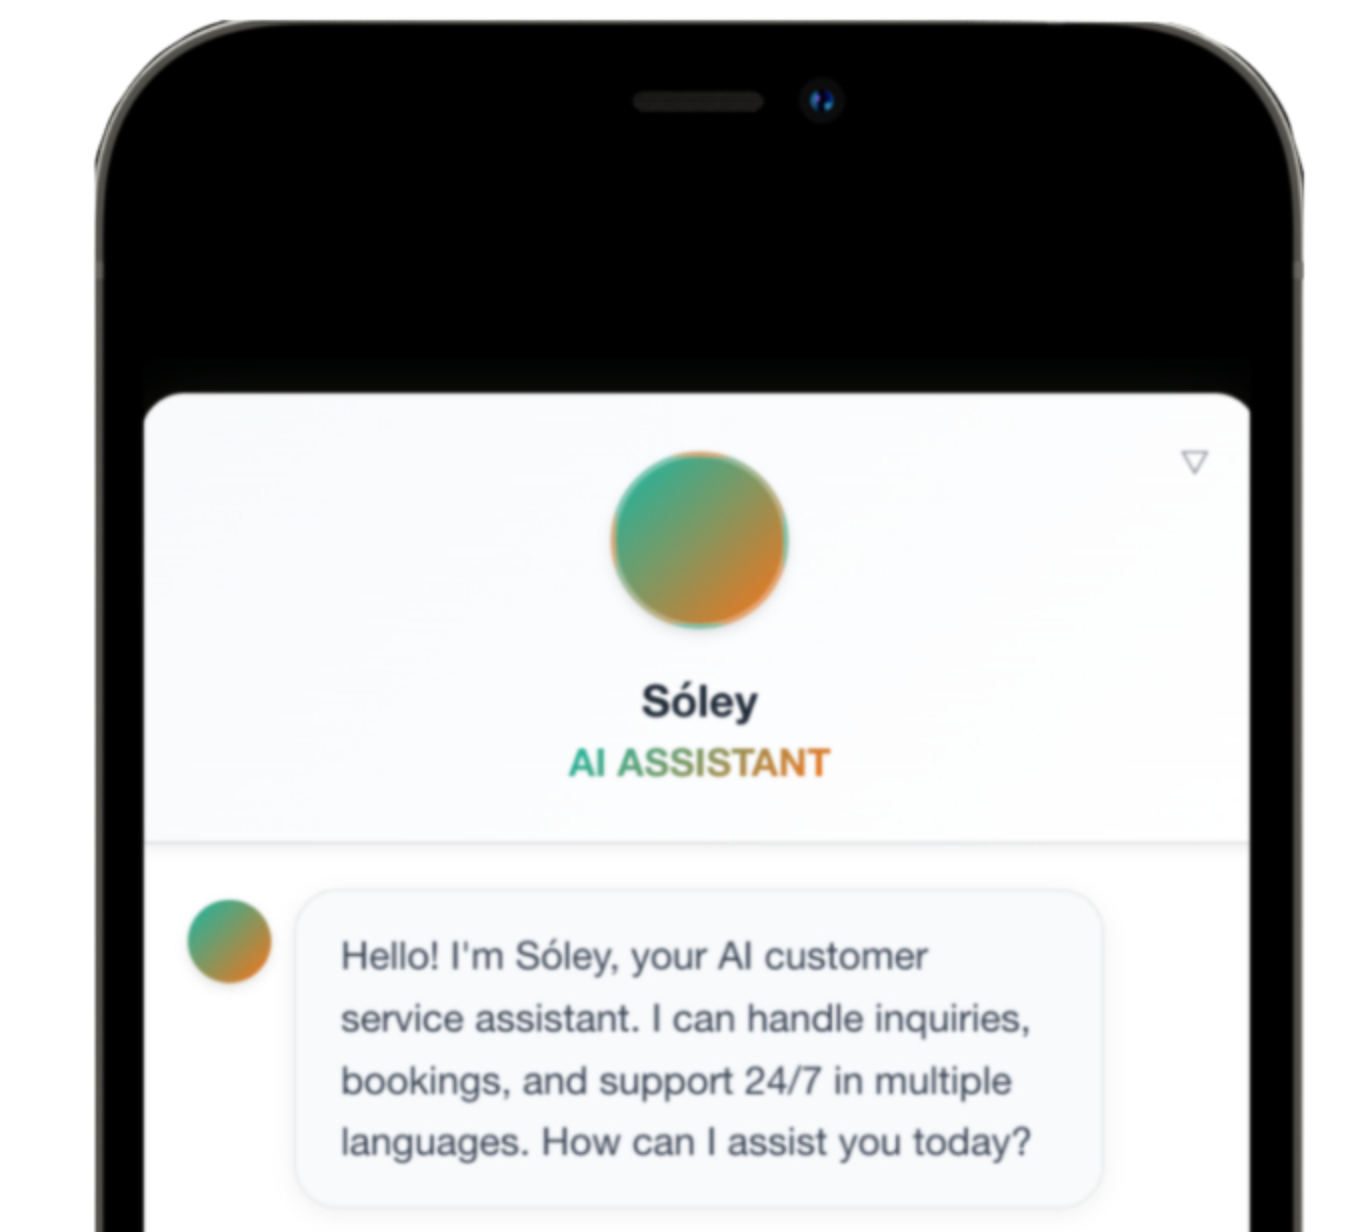 Sóley
AI ASSISTANT
Hello! I'm Sóley, your AI customer
service assistant. I can handle inquiries,
bookings, and support 24/7 in multiple
languages. How can I assist you today?